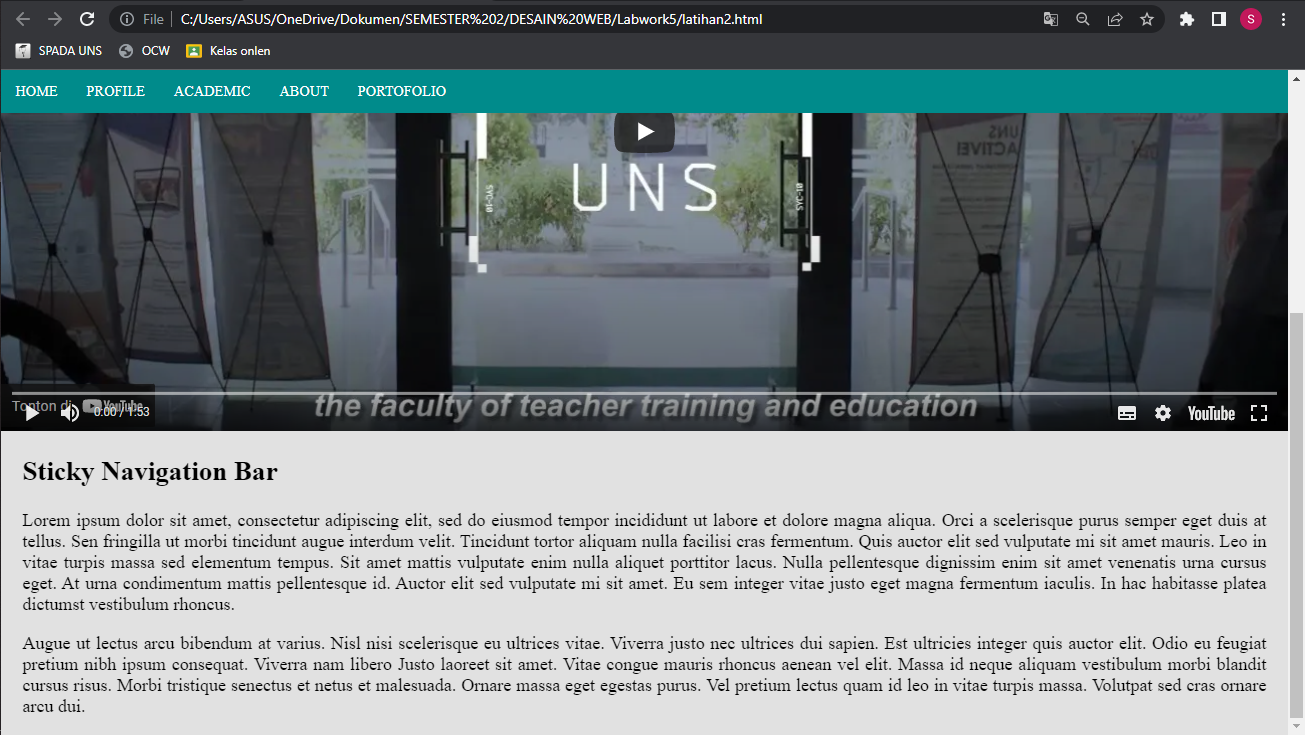 File C:/Users/ASUS/OneDrive/Dokumen/SEMESTER%202/DESAIN%20WEB/Labwork5/latihan2.html
S
SPADA UNS OCW Kelas onlen
HOME PROFILE ACADEMIC ABOUT PORTOFOLIO
UNS
ACTIVE!
UNS
01-OAS
SYC-10
the faculty of teacher training and education
Tonton di YouTube
0:00 / 1:53
YouTube
Sticky Navigation Bar
Lorem ipsum dolor sit amet, consectetur adipiscing elit, sed do eiusmod tempor incididunt ut labore et dolore magna aliqua. Orci a scelerisque purus semper eget duis at
tellus. Sen fringilla ut morbi tincidunt augue interdum velit. Tincidunt tortor aliquam nulla facilisi cras fermentum. Quis auctor elit sed vulputate mi sit amet mauris. Leo in
vitae turpis massa sed elementum tempus. Sit amet mattis vulputate enim nulla aliquet porttitor lacus. Nulla pellentesque dignissim enim sit amet venenatis urna cursus
eget. At urna condimentum mattis pellentesque id. Auctor elit sed vulputate mi sit amet. Eu sem integer vitae justo eget magna fermentum iaculis. In hac habitasse platea
dictumst vestibulum rhoncus.
Augue ut lectus arcu bibendum at varius. Nisl nisi scelerisque eu ultrices vitae. Viverra justo nec ultrices dui sapien. Est ultricies integer quis auctor elit. Odio eu feugiat
pretium nibh ipsum consequat. Viverra nam libero Justo laoreet sit amet. Vitae congue mauris rhoncus aenean vel elit. Massa id neque aliquam vestibulum morbi blandit
cursus risus. Morbi tristique senectus et netus et malesuada. Ornare massa eget egestas purus. Vel pretium lectus quam id leo in vitae turpis massa. Volutpat sed cras ornare
arcu dui.